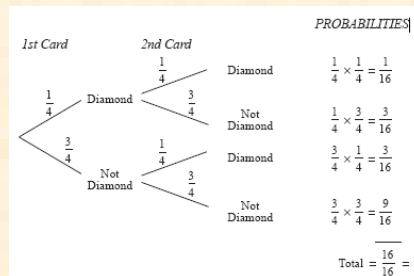 PROBABILITIES
1st Card 2nd Card
1/4 Diamond 1/4 × 1/4 = 1/16
1/4 Diamond 3/4
Not
Diamond 1/4 × 3/4 = 3/16
3/4 1/4 Diamond 3/4 × 1/4 = 3/16
Not
Diamond 3/4
Not
Diamond 3/4 × 3/4 = 9/16
Total = 16/16 =